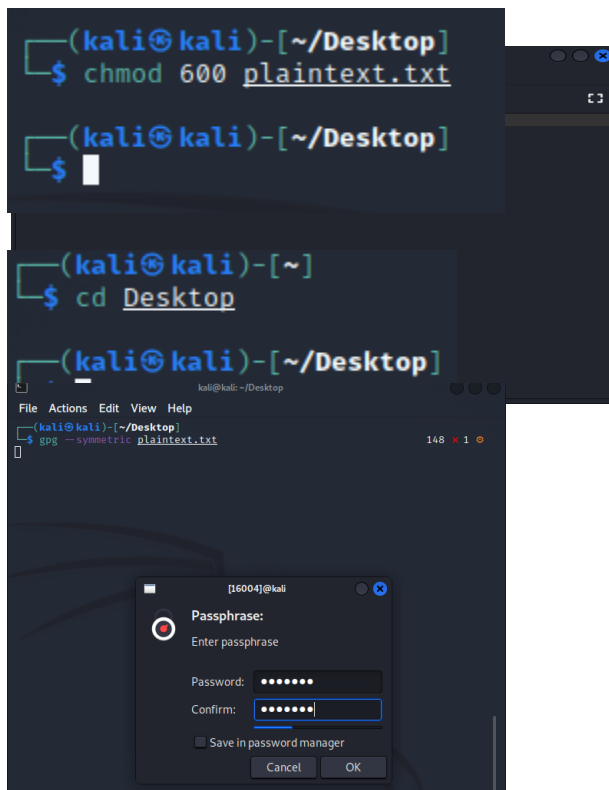 ┌──(kali㉿kali)-[~/Desktop]
└─$ chmod 600 plaintext.txt
┌──(kali㉿kali)-[~/Desktop]
└─$
┌──(kali㉿kali)-[~]
└─$ cd Desktop
┌──(kali㉿kali)-[~/Desktop]
kali@kali: ~/Desktop
File Actions Edit View Help
┌──(kali㉿kali)-[~/Desktop]
└─$ gpg --symmetric plaintext.txt 148 ⨯ 1 ⚙
[16004]@kali
Passphrase:
Enter passphrase
Password: ●●●●●●●
Confirm: ●●●●●●●
Save in password manager
Cancel OK